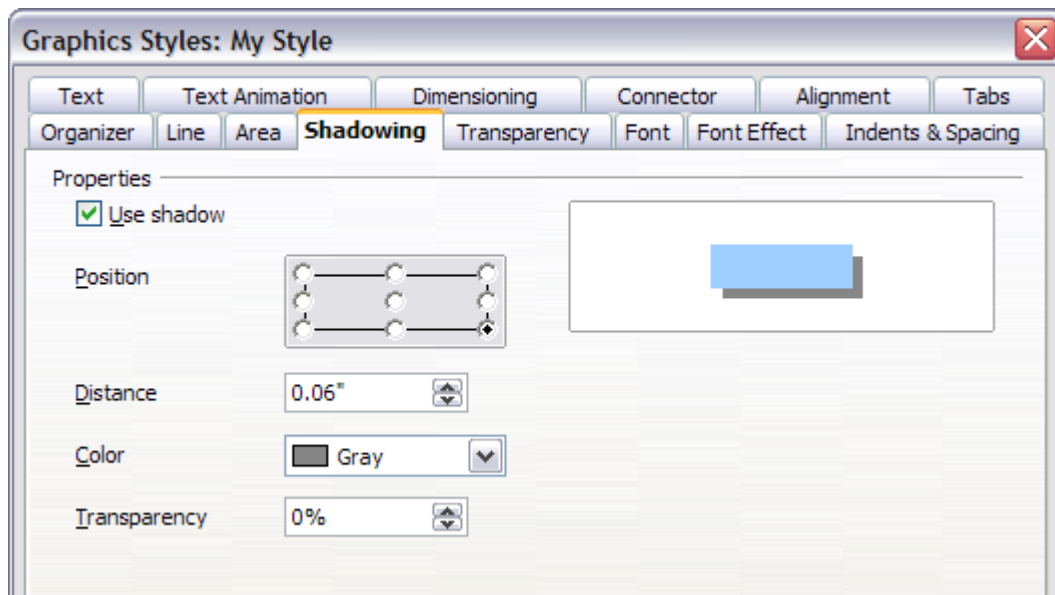 Graphics Styles: My Style
Text Text Animation Dimensioning Connector Alignment Tabs
Organizer Line Area Shadowing Transparency Font Font Effect Indents & Spacing
Properties
Use shadow
Position
Distance 0.06"
Color Gray
Transparency 0%